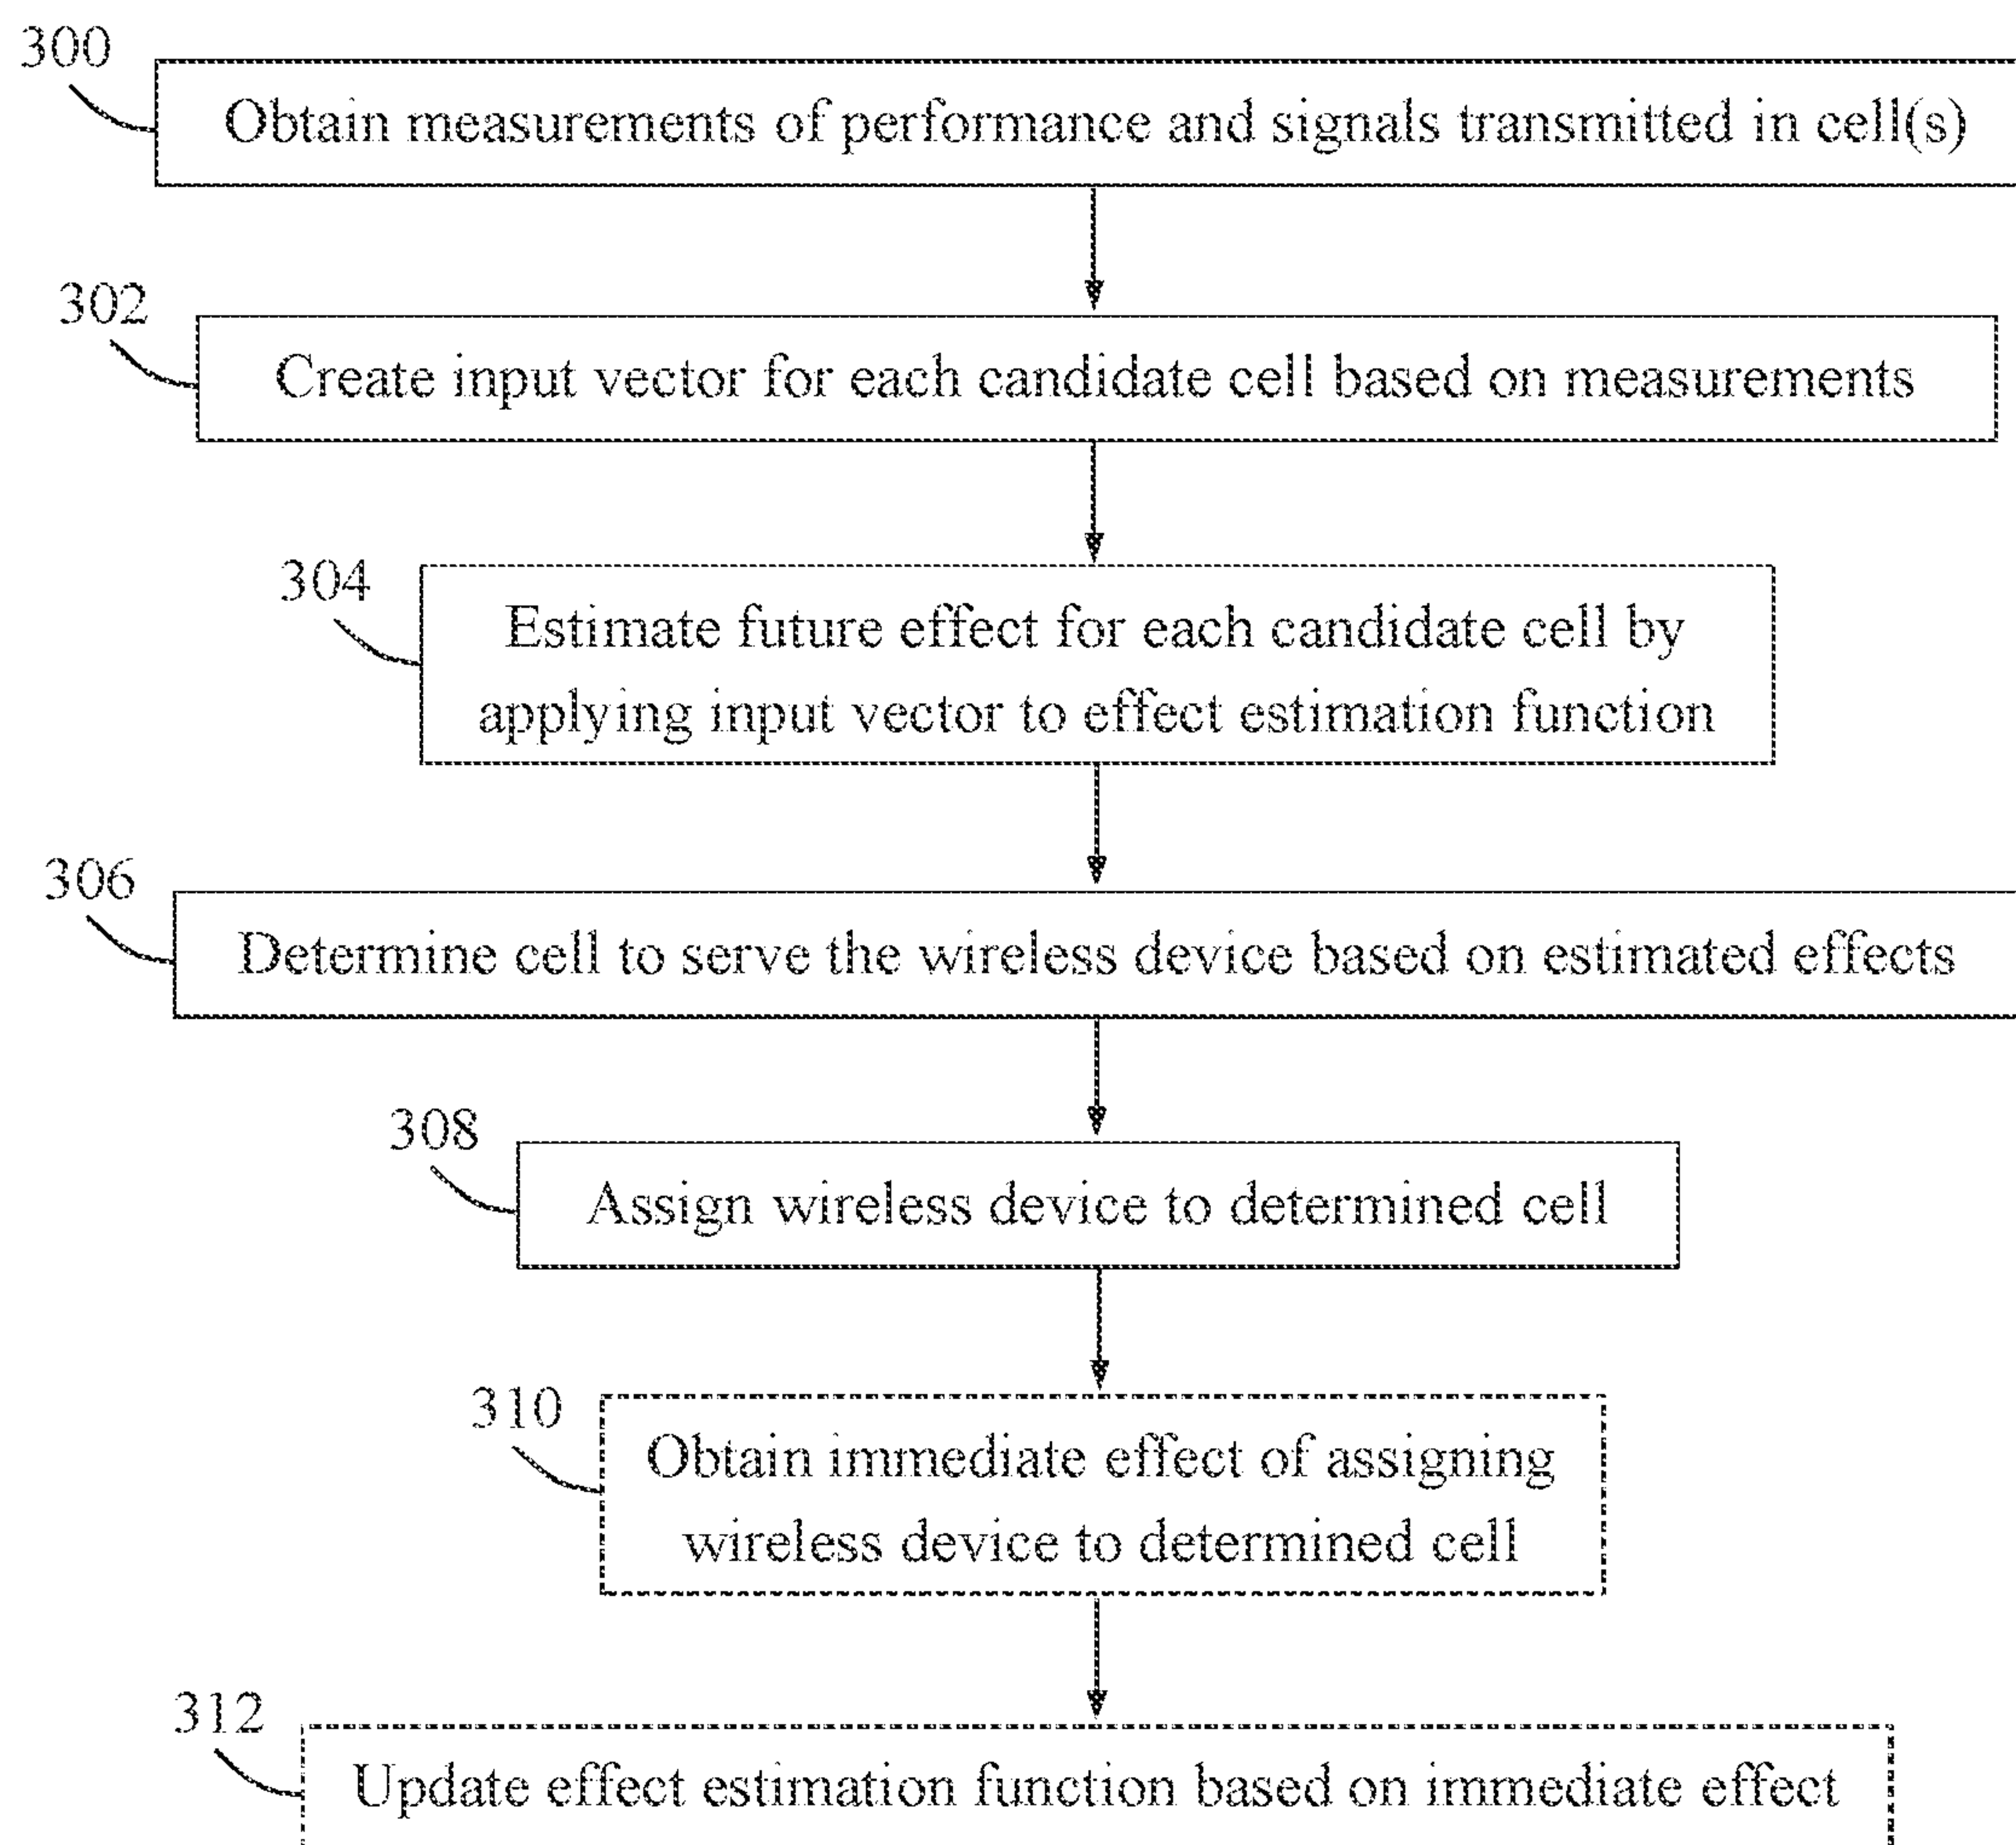 300
Obtain measurements of performance and signals transmitted in cell(s)
302
Create input vector for each candidate cell based on measurements
304
Estimate future effect for each candidate cell by
applying input vector to effect estimation function
306
Determine cell to serve the wireless device based on estimated effects
308
Assign wireless device to determined cell
310
Obtain immediate effect of assigning
wireless device to determined cell
312
Update effect estimation function based on immediate effect